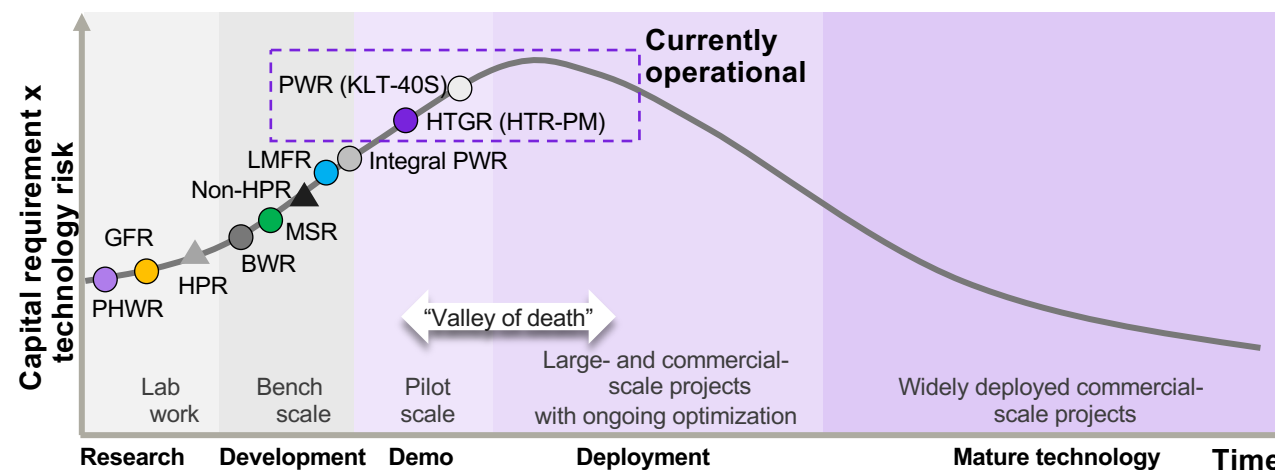 Capital requirement x
technology risk
Currently
operational
PWR (KLT-40S)
HTGR (HTR-PM)
LMFR
Integral PWR
Non-HPR
MSR
GFR
BWR
HPR
PHWR
“Valley of death”
Lab
work
Bench
scale
Pilot
scale
Large- and commercial-
scale projects
with ongoing optimization
Widely deployed commercial-
scale projects
Research
Development
Demo
Deployment
Mature technology
Time